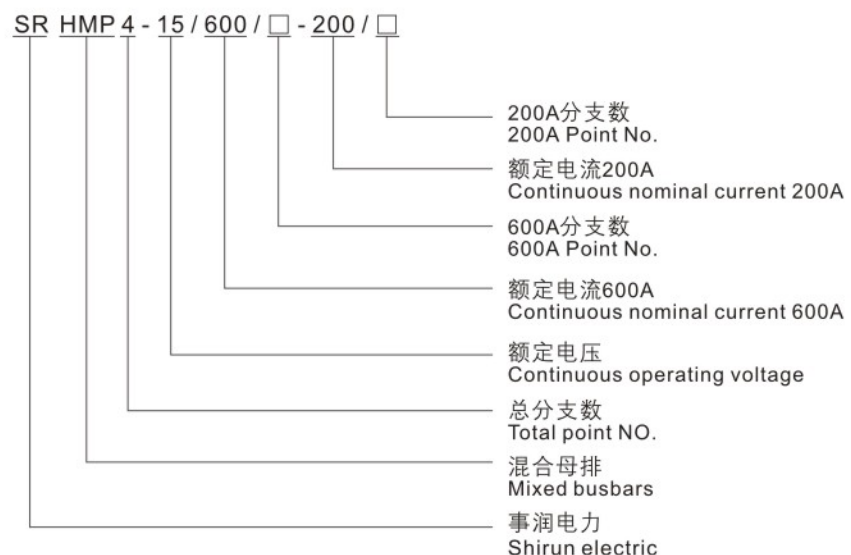 SR HMP 4 - 15 / 600 / □ - 200 / □
200A分支数
200A Point No.
额定电流200A
Continuous nominal current 200A
600A分支数
600A Point No.
额定电流600A
Continuous nominal current 600A
额定电压
Continuous operating voltage
总分支数
Total point NO.
混合母排
Mixed busbars
事润电力
Shirun electric